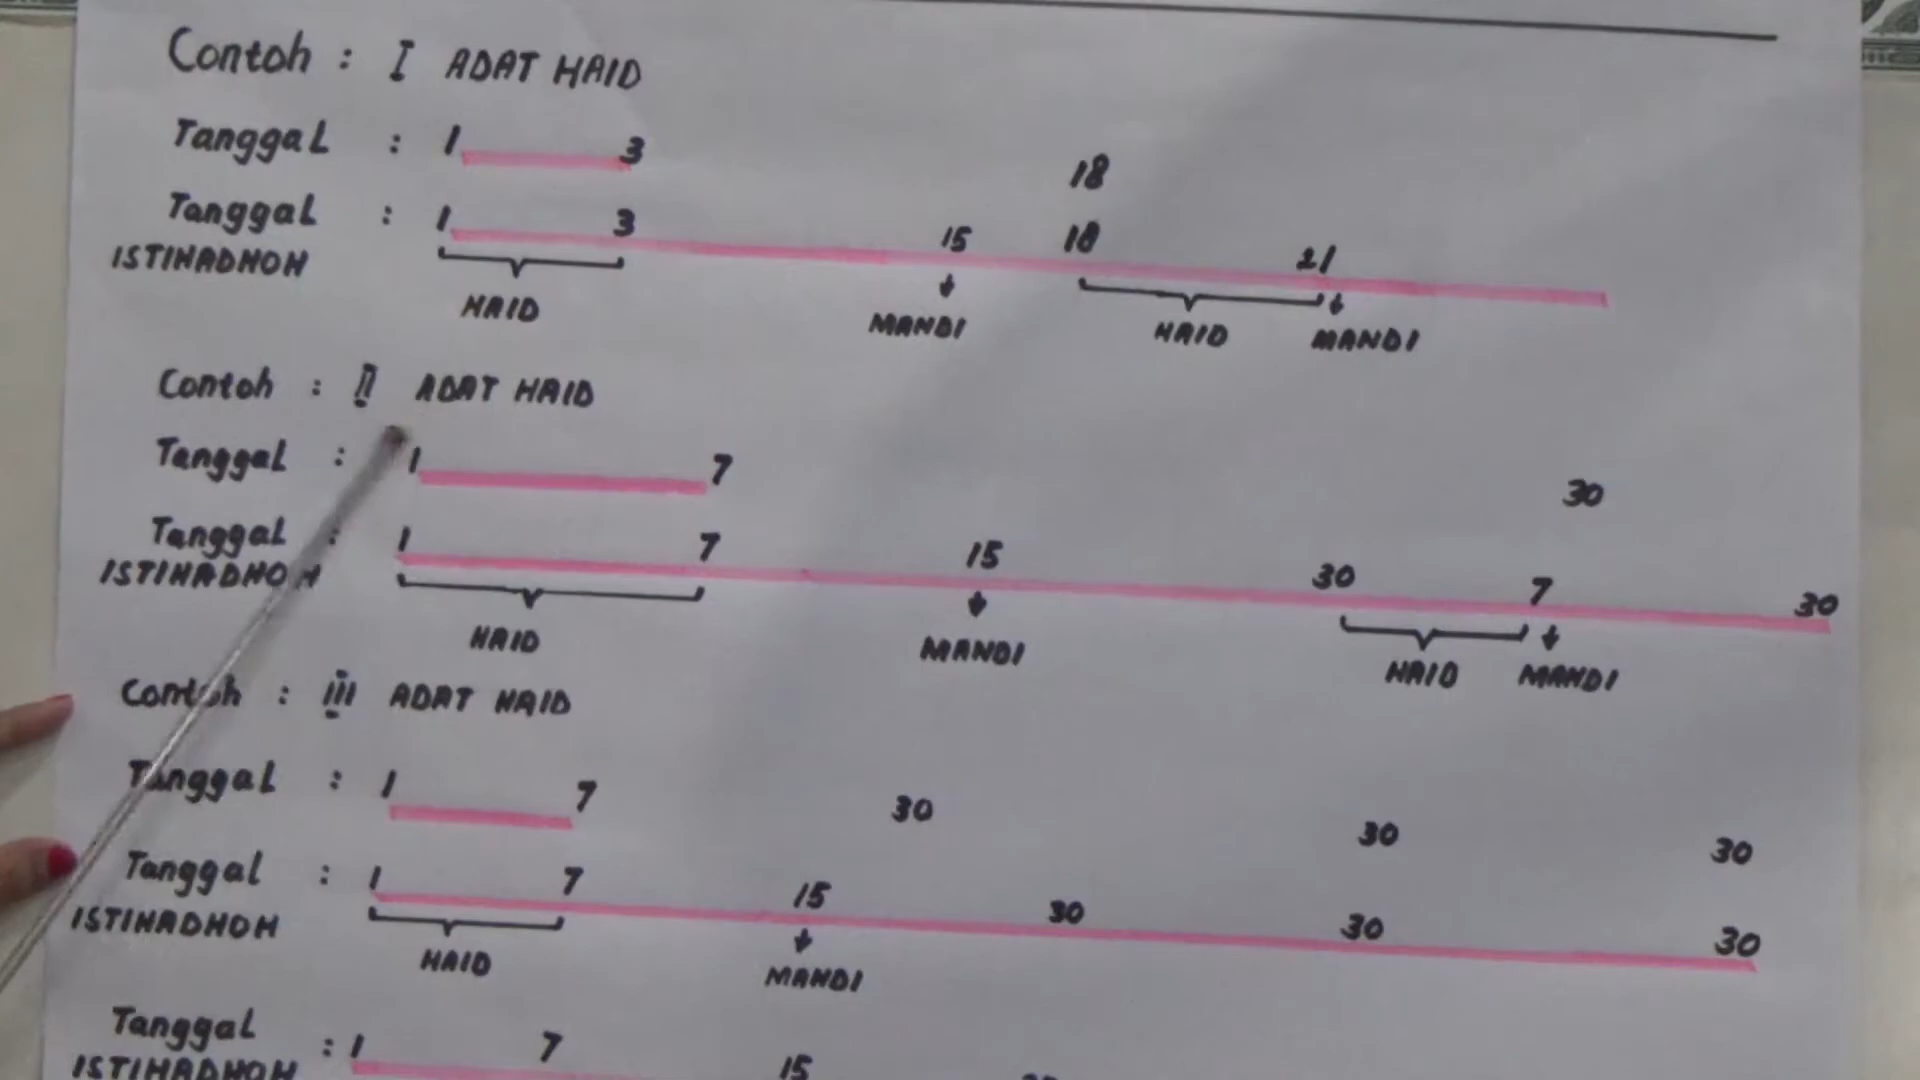 Contoh : I ADAT HAID
Tanggal : 1 3 18
Tanggal : 1 3 15 18 21
ISTIHADHOH
HAID MANDI HAID MANDI
Contoh : II ADAT HAID
Tanggal : 1 7 30
Tanggal : 1 7 15 30 7 30
ISTIHADHOH
HAID MANDI HAID MANDI
Contoh : III ADAT HAID
Tanggal : 1 7 30 30 30
Tanggal : 1 7 15 30 30 30
ISTIHADHOH
HAID MANDI
Tanggal : 1 7 15
ISTIHADHOH